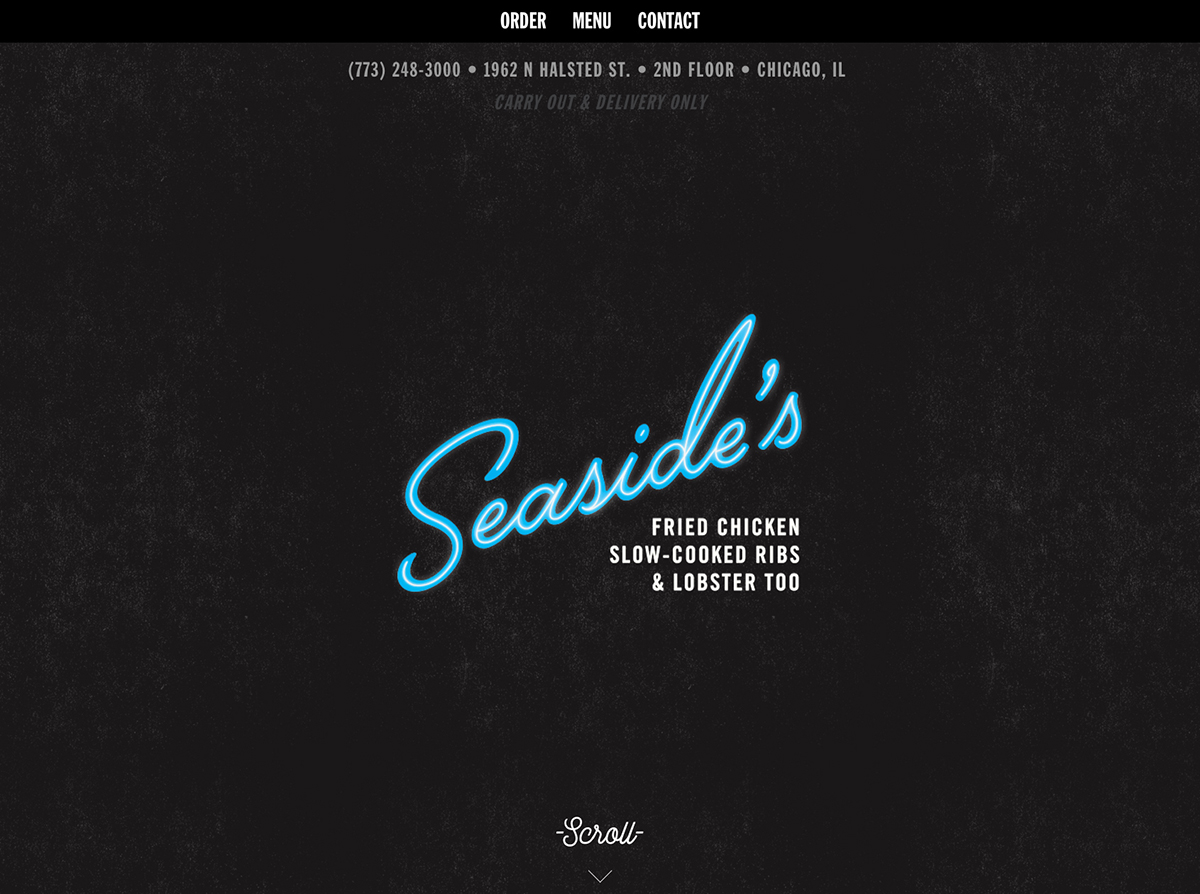 ORDER MENU CONTACT
(773) 248-3000 • 1962 N HALSTED ST. • 2ND FLOOR • CHICAGO, IL
CARRY OUT & DELIVERY ONLY
Seaside's
FRIED CHICKEN
SLOW-COOKED RIBS
& LOBSTER TOO
-Scroll-